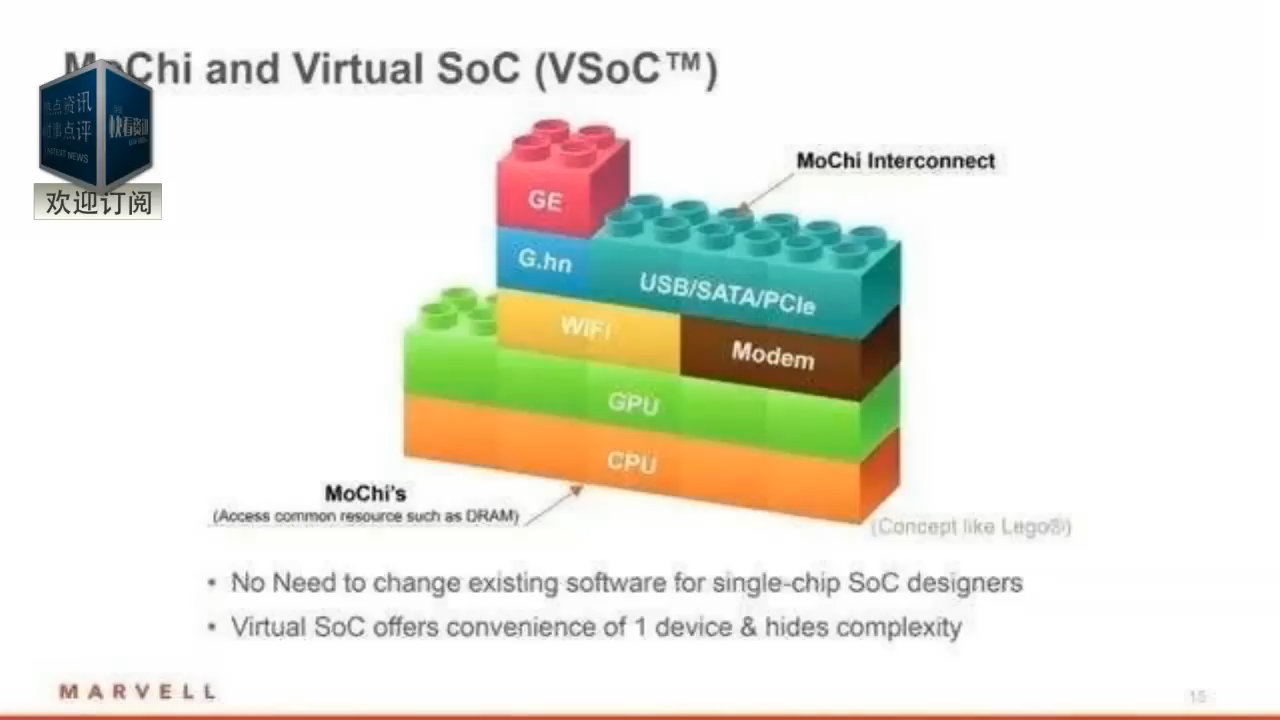 MoChi and Virtual SoC (VSoC™)
热点资讯
时事点评
LATEST NEWS
快看资讯
欢迎订阅
MoChi Interconnect
GE
G.hn
USB/SATA/PCIe
WIFI
Modem
GPU
CPU
MoChi's
(Access common resource such as DRAM)
(Concept like Lego®)
• No Need to change existing software for single-chip SoC designers
• Virtual SoC offers convenience of 1 device & hides complexity
MARVELL
15